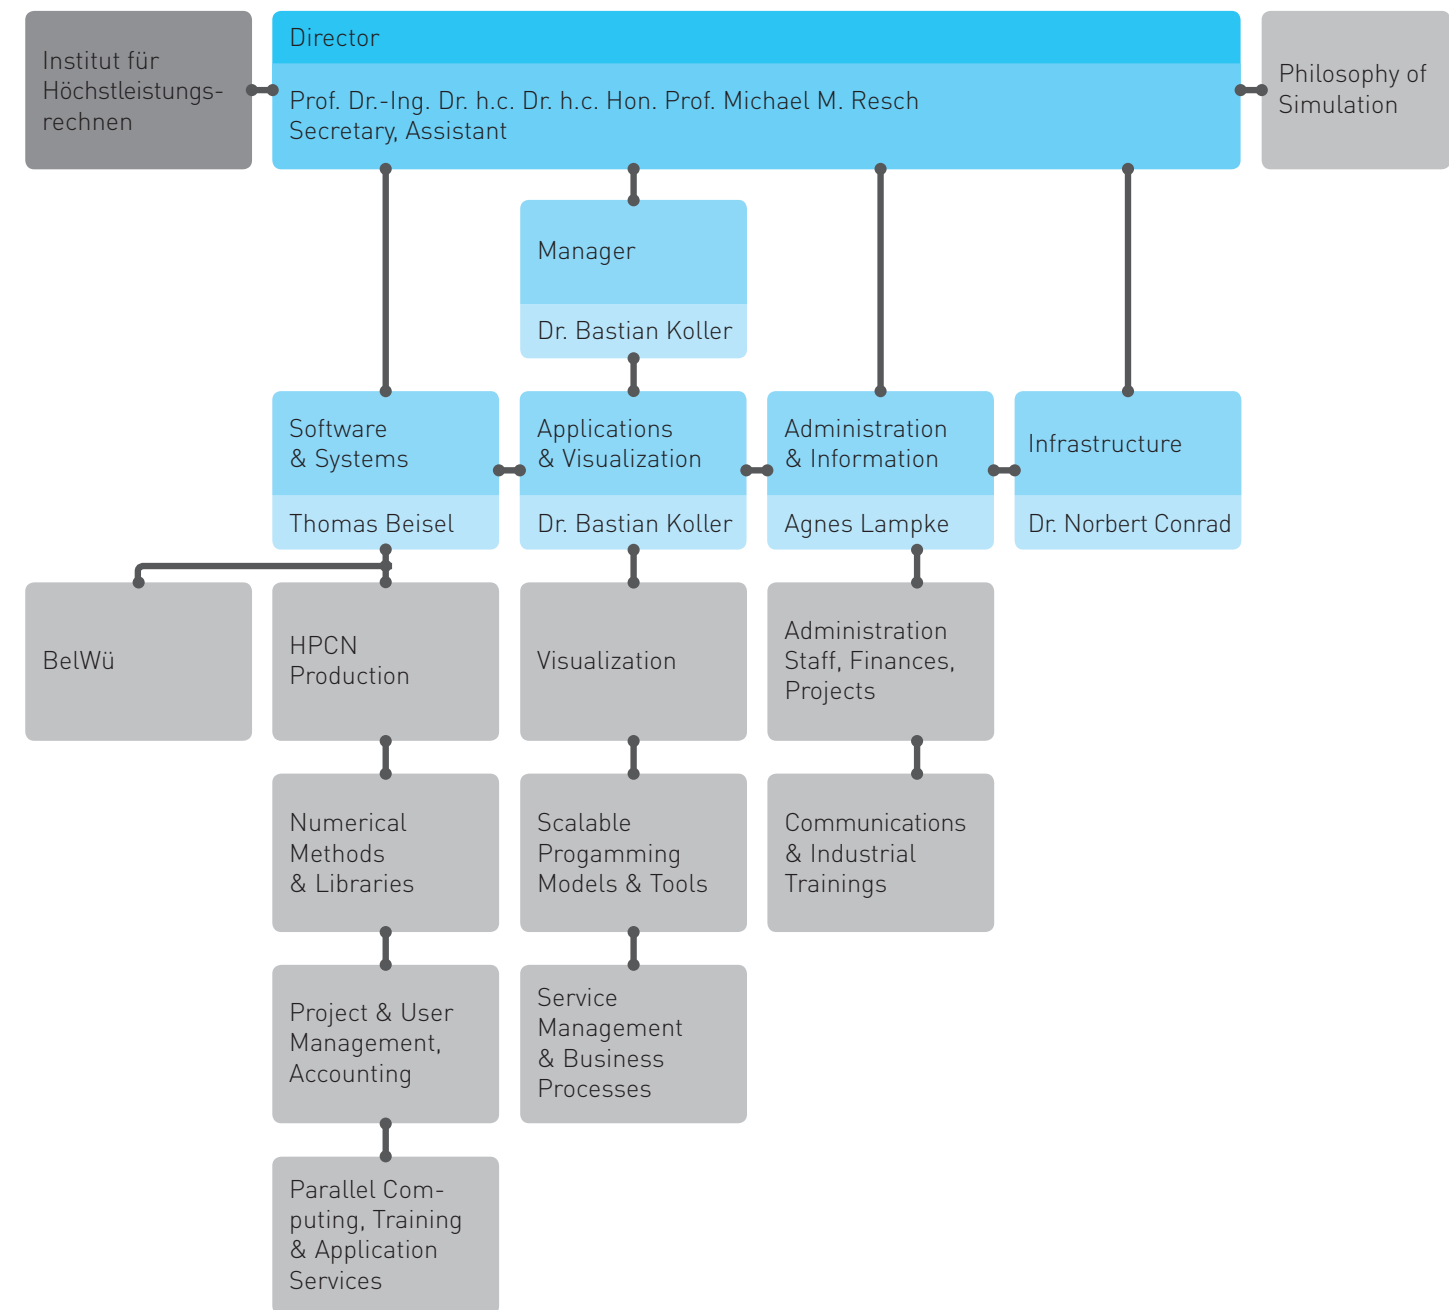 Institut für
Höchstleistungs-
rechnen
Director
Prof. Dr.-Ing. Dr. h.c. Dr. h.c. Hon. Prof. Michael M. Resch
Secretary, Assistant
Philosophy of
Simulation
Manager
Dr. Bastian Koller
Software
& Systems
Thomas Beisel
Applications
& Visualization
Dr. Bastian Koller
Administration
& Information
Agnes Lampke
Infrastructure
Dr. Norbert Conrad
BelWü
HPCN
Production
Visualization
Administration
Staff, Finances,
Projects
Numerical
Methods
& Libraries
Scalable
Progamming
Models & Tools
Communications
& Industrial
Trainings
Project & User
Management,
Accounting
Service
Management
& Business
Processes
Parallel Com-
puting, Training
& Application
Services